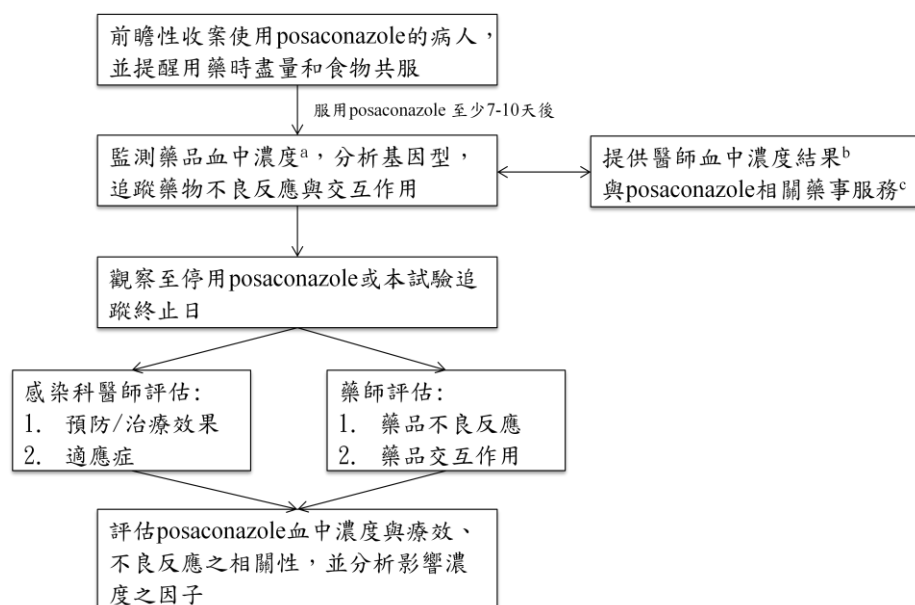 前瞻性收案使用posaconazole的病人，
並提醒用藥時盡量和食物共服
服用posaconazole 至少7-10天後
監測藥品血中濃度ᵃ，分析基因型，
追蹤藥物不良反應與交互作用
提供醫師血中濃度結果ᵇ
與posaconazole相關藥事服務ᶜ
觀察至停用posaconazole或本試驗追
蹤終止日
感染科醫師評估:
1. 預防/治療效果
2. 適應症
藥師評估:
1. 藥品不良反應
2. 藥品交互作用
評估posaconazole血中濃度與療效、
不良反應之相關性，並分析影響濃
度之因子